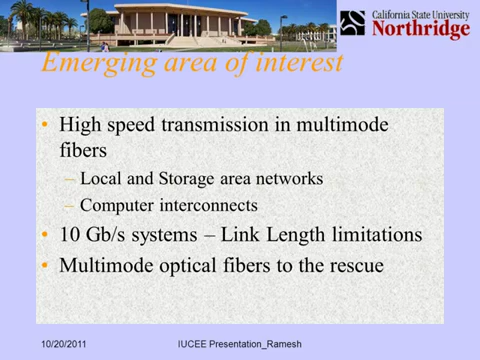 California State University
Northridge
Emerging area of interest
• High speed transmission in multimode
fibers
– Local and Storage area networks
– Computer interconnects
• 10 Gb/s systems – Link Length limitations
• Multimode optical fibers to the rescue
10/20/2011
IUCEE Presentation_Ramesh